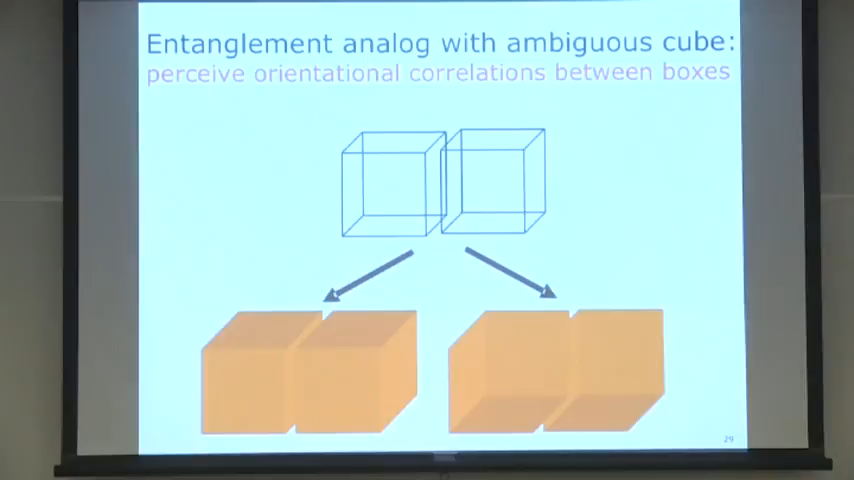 Entanglement analog with ambiguous cube:
perceive orientational correlations between boxes
29